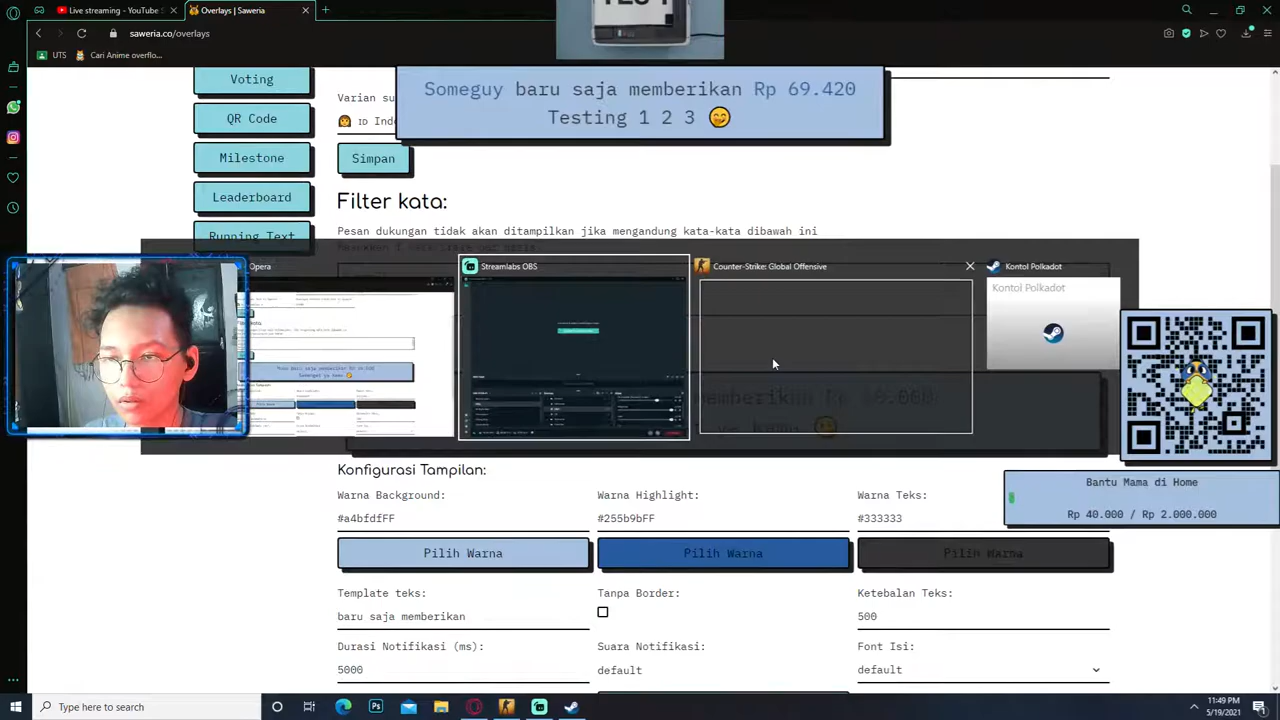 Live streaming - YouTube S
Overlays | Saweria
saweria.co/overlays
UTS
Cari Anime overflo...
Someguy baru saja memberikan Rp 69.420
Testing 1 2 3 🤭
Voting
QR Code
Milestone
Leaderboard
Running Text
Varian su
ID Ind
Simpan
Filter kata:
Pesan dukungan tidak akan ditampilkan jika mengandung kata-kata dibawah ini
Opera
Streamlabs OBS
Counter-Strike: Global Offensive
Kontol Polkadot
Kontol Polkadot
Konfigurasi Tampilan:
Warna Background:
Warna Highlight:
Warna Teks:
#a4bfdfFF
#255b9bFF
#333333
Pilih Warna
Pilih Warna
Pilih Warna
Bantu Mama di Home
Rp 40.000 / Rp 2.000.000
Template teks:
Tanpa Border:
Ketebalan Teks:
baru saja memberikan
500
Durasi Notifikasi (ms):
Suara Notifikasi:
Font Isi:
5000
default
default
Type here to search
11:49 PM
5/19/2021